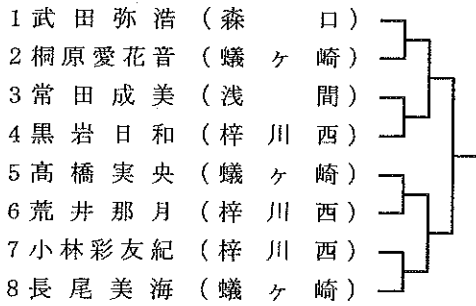 1 武田弥浩 (森口)
2 桐原愛花音 (蟻ヶ崎)
3 常田成美 (浅間)
4 黒岩日和 (梓川西)
5 髙橋実央 (蟻ヶ崎)
6 荒井那月 (梓川西)
7 小林彩友紀 (梓川西)
8 長尾美海 (蟻ヶ崎)